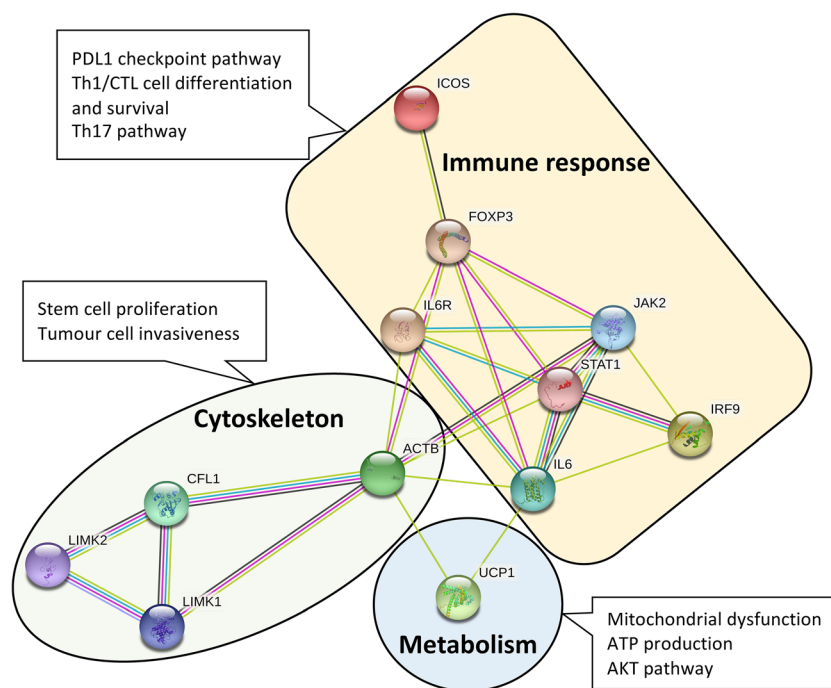 PDL1 checkpoint pathway
Th1/CTL cell differentiation
and survival
Th17 pathway
ICOS
Immune response
FOXP3
Stem cell proliferation
Tumour cell invasiveness
IL6R
JAK2
STAT1
IRF9
Cytoskeleton
ACTB
IL6
CFL1
LIMK2
LIMK1
UCP1
Metabolism
Mitochondrial dysfunction
ATP production
AKT pathway